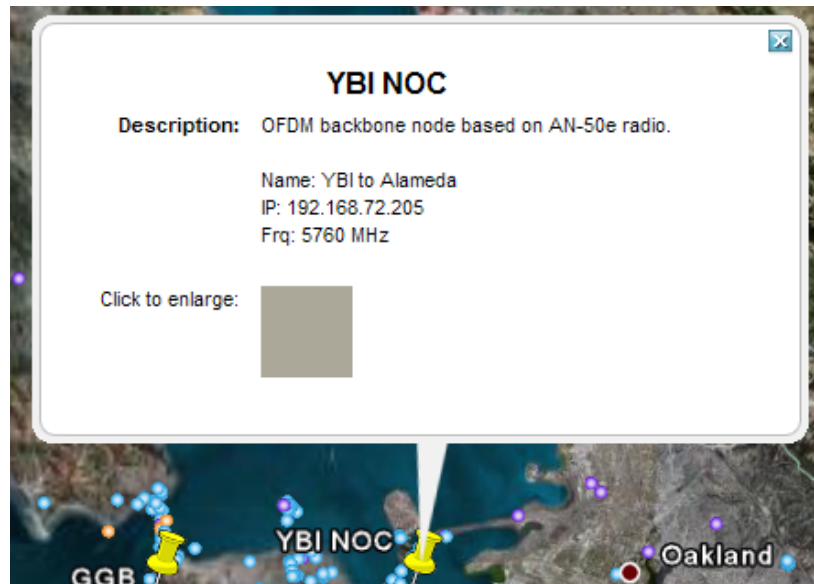 YBI NOC
Description: OFDM backbone node based on AN-50e radio.
Name: YBI to Alameda
IP: 192.168.72.205
Frq: 5760 MHz
Click to enlarge:
YBI NOC
Oakland
GGB